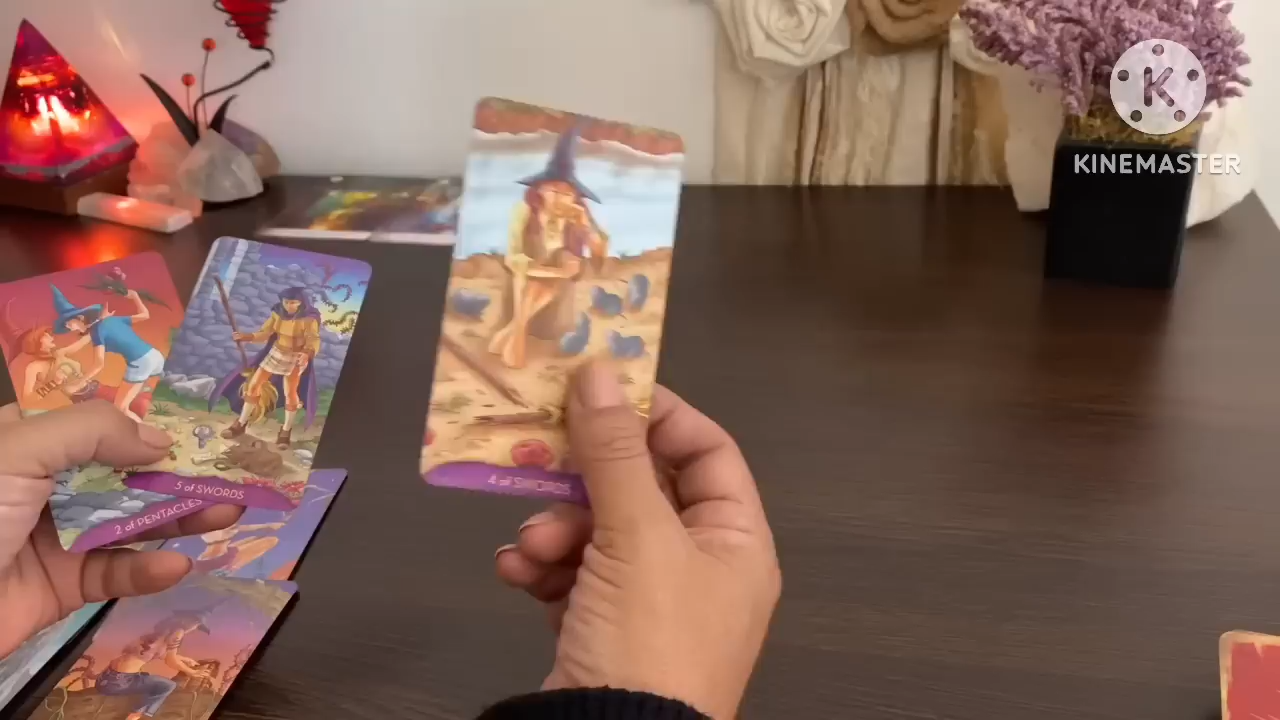 K
KINEMASTER
4 of SWORDS
5 of SWORDS
2 of PENTACLES